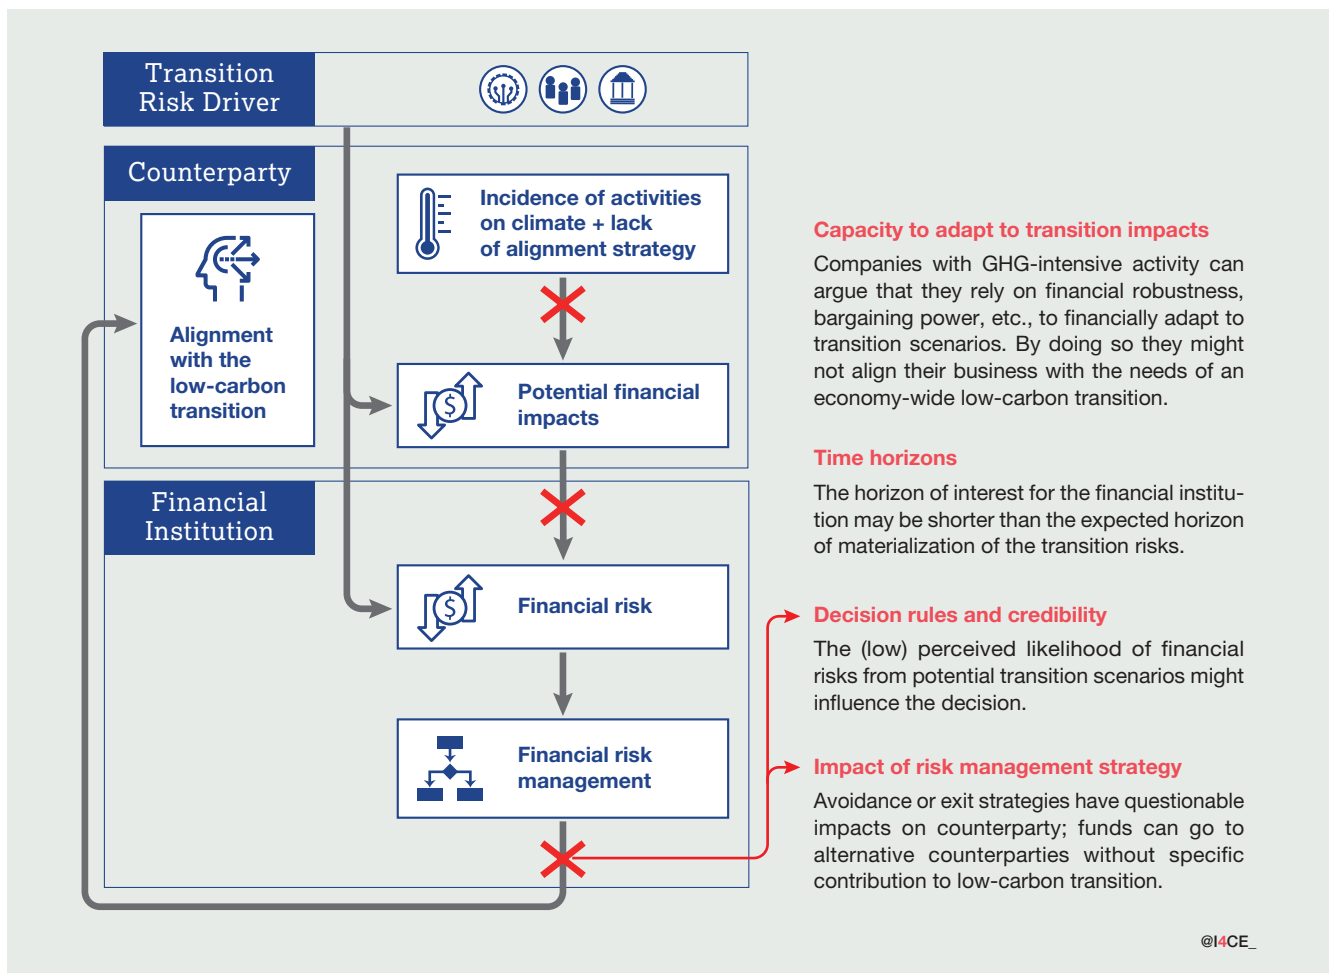 Transition
Risk Driver
Counterparty
Incidence of activities
on climate + lack
of alignment strategy
Alignment
with the
low-carbon
transition
$
Potential financial
impacts
Financial
Institution
$
Financial risk
Financial risk
management
Capacity to adapt to transition impacts
Companies with GHG-intensive activity can
argue that they rely on financial robustness,
bargaining power, etc., to financially adapt to
transition scenarios. By doing so they might
not align their business with the needs of an
economy-wide low-carbon transition.
Time horizons
The horizon of interest for the financial institu-
tion may be shorter than the expected horizon
of materialization of the transition risks.
Decision rules and credibility
The (low) perceived likelihood of financial
risks from potential transition scenarios might
influence the decision.
Impact of risk management strategy
Avoidance or exit strategies have questionable
impacts on counterparty; funds can go to
alternative counterparties without specific
contribution to low-carbon transition.
@I4CE_